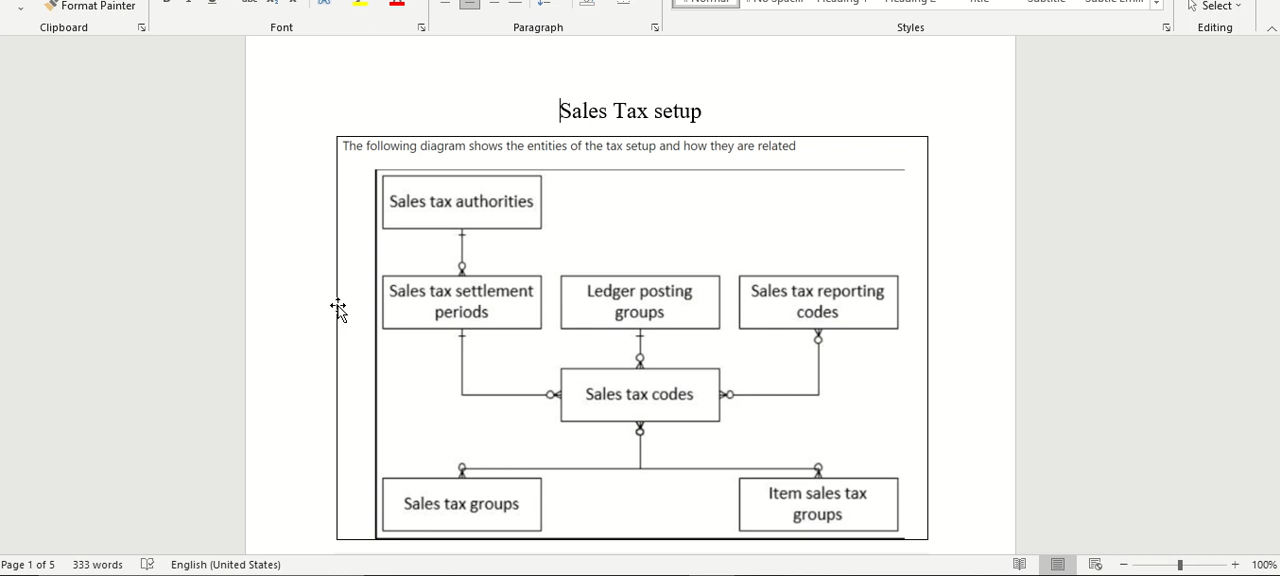 Format Painter
Select
Clipboard
Font
Paragraph
Styles
Editing
Sales Tax setup
The following diagram shows the entities of the tax setup and how they are related
Sales tax authorities
Sales tax settlement
periods
Ledger posting
groups
Sales tax reporting
codes
Sales tax codes
Sales tax groups
Item sales tax
groups
Page 1 of 5
333 words
English (United States)
100%